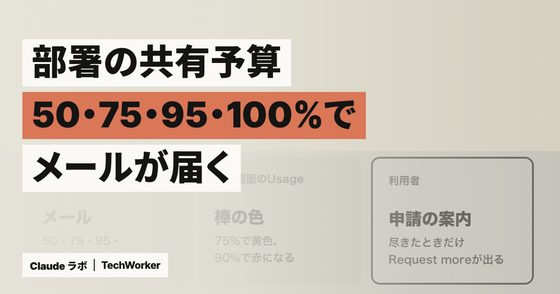 部署の共有予算
50・75・95・100%で
メールが届く
画面のUsage
利用者
メール
棒の色
申請の案内
50・75・95・
75%で黄色、
90%で赤になる
尽きたときだけ
Request moreが出る
Claude ラボ | TechWorker